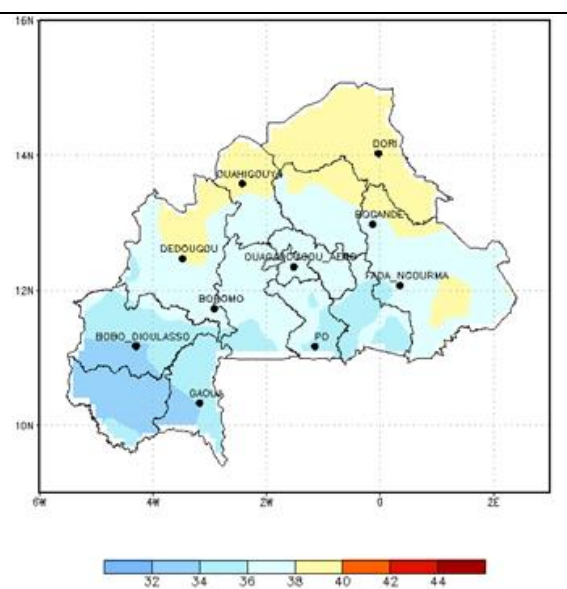 16N
DORI
14N
OUAHIGOUYA
BOGANDE
DEDOUGOU
OUAGADOUGOU_AERO
FADA_NGOURMA
12N
BOROMO
BOBO_DIOULASSO
PO
GAOUA
10N
6W 4W 2W 0 2E
32 34 36 38 40 42 44